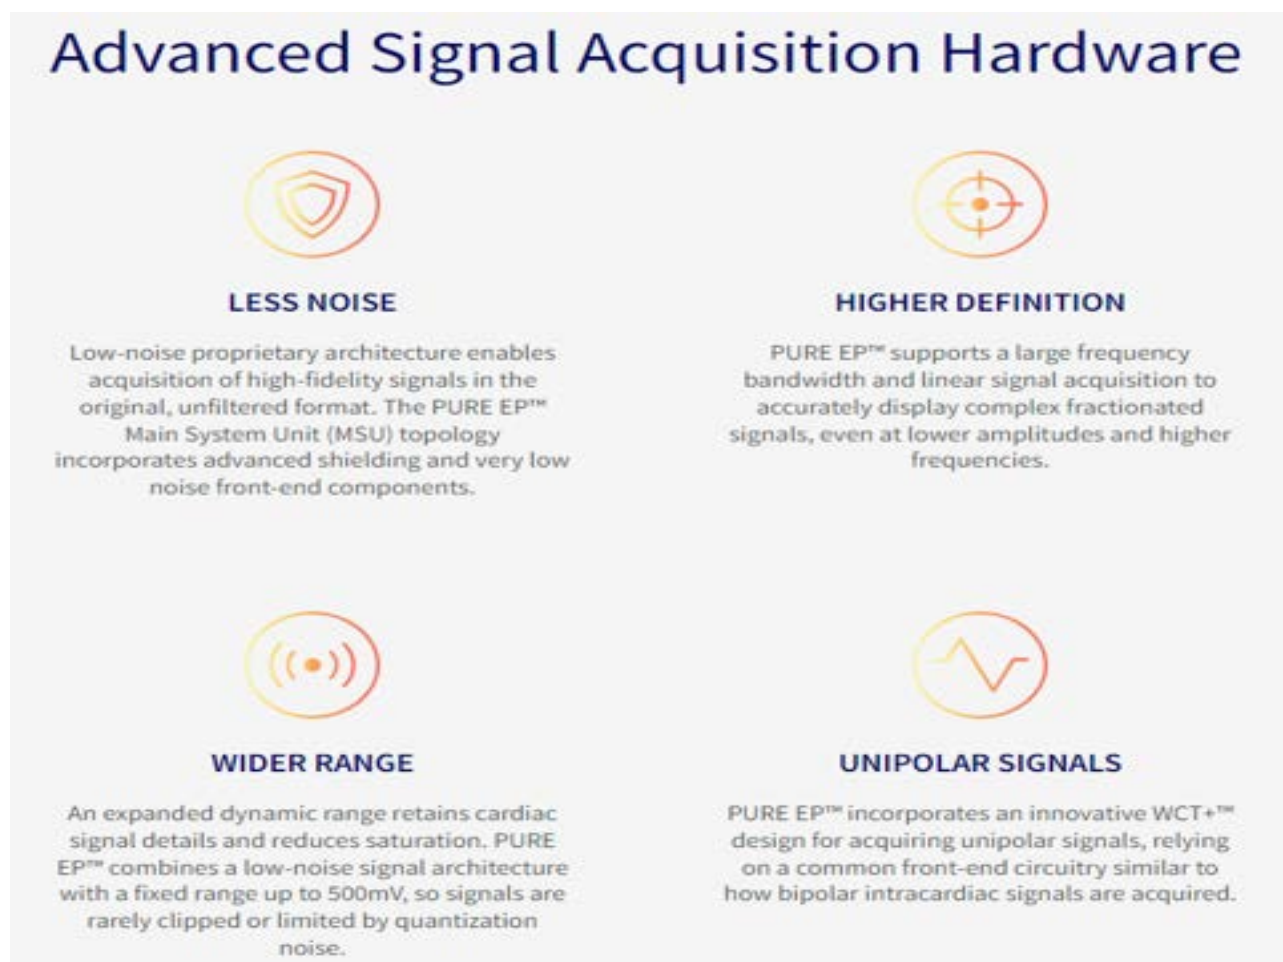 Advanced Signal Acquisition Hardware
LESS NOISE
Low-noise proprietary architecture enables
acquisition of high-fidelity signals in the
original, unfiltered format. The PURE EP™
Main System Unit (MSU) topology
incorporates advanced shielding and very low
noise front-end components.
HIGHER DEFINITION
PURE EP™ supports a large frequency
bandwidth and linear signal acquisition to
accurately display complex fractionated
signals, even at lower amplitudes and higher
frequencies.
WIDER RANGE
An expanded dynamic range retains cardiac
signal details and reduces saturation. PURE
EP™ combines a low-noise signal architecture
with a fixed range up to 500mV, so signals are
rarely clipped or limited by quantization
noise.
UNIPOLAR SIGNALS
PURE EP™ incorporates an innovative WCT+™
design for acquiring unipolar signals, relying
on a common front-end circuitry similar to
how bipolar intracardiac signals are acquired.